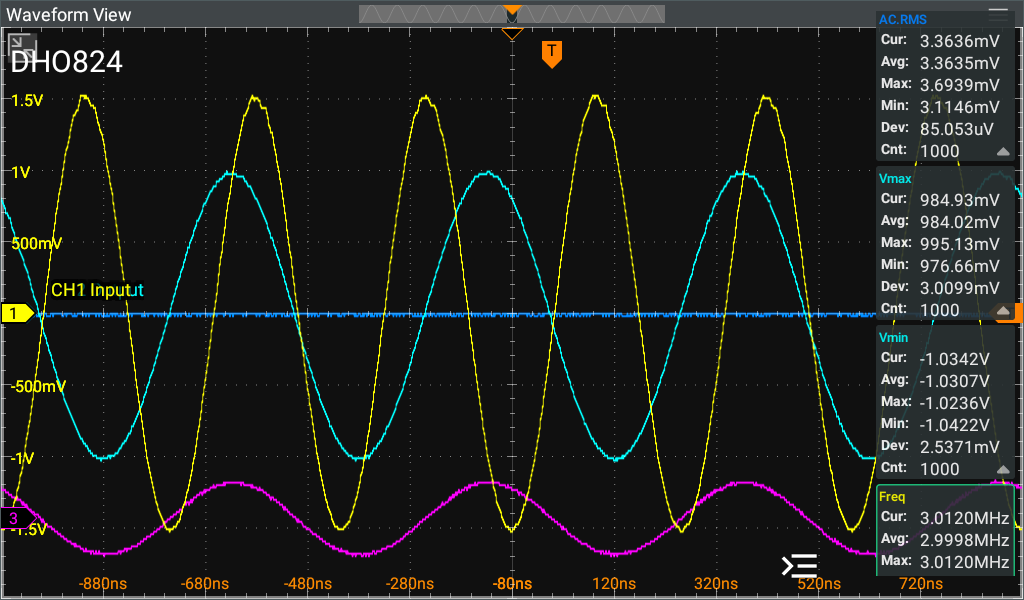 Waveform View
DHO824
T
1.5V
1V
500mV
CH1 Input
1
-500mV
-1V
3
-1.5V
-880ns -680ns -480ns -280ns -80ns 120ns 320ns 520ns 720ns
AC.RMS
Cur: 3.3636mV
Avg: 3.3635mV
Max: 3.6939mV
Min: 3.1146mV
Dev: 85.053uV
Cnt: 1000
Vmax
Cur: 984.93mV
Avg: 984.02mV
Max: 995.13mV
Min: 976.66mV
Dev: 3.0099mV
Cnt: 1000
Vmin
Cur: -1.0342V
Avg: -1.0307V
Max: -1.0236V
Min: -1.0422V
Dev: 2.5371mV
Cnt: 1000
Freq
Cur: 3.0120MHz
Avg: 2.9998MHz
Max: 3.0120MHz